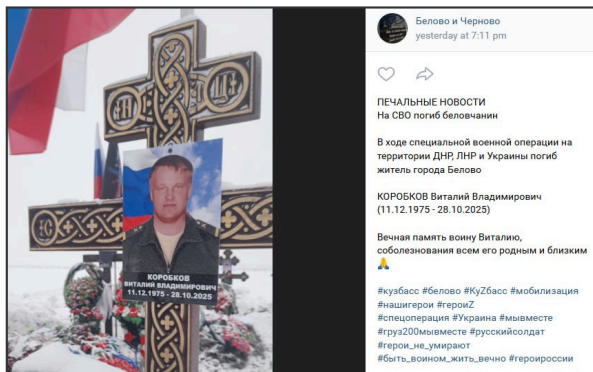 Белово и Черново
yesterday at 7:11 pm
ПЕЧАЛЬНЫЕ НОВОСТИ
На СВО погиб беловчанин
В ходе специальной военной операции на
территории ДНР, ЛНР и Украины погиб
житель города Белово
КОРОБКОВ Виталий Владимирович
(11.12.1975 - 28.10.2025)
Вечная память воину Виталию,
соболезнования всем его родным и близким
🙏
#кузбасс #белово #КуZбасс #мобилизация
#нашигерои #героиZ
#спецоперация #Украина #мывместе
#груз200мывместе #русскийсолдат
#герои_не_умирают
#быть_воином_жить_вечно #героироссии
КОРОБКОВ
ВИТАЛИЙ ВЛАДИМИРОВИЧ
11.12.1975 - 28.10.2025